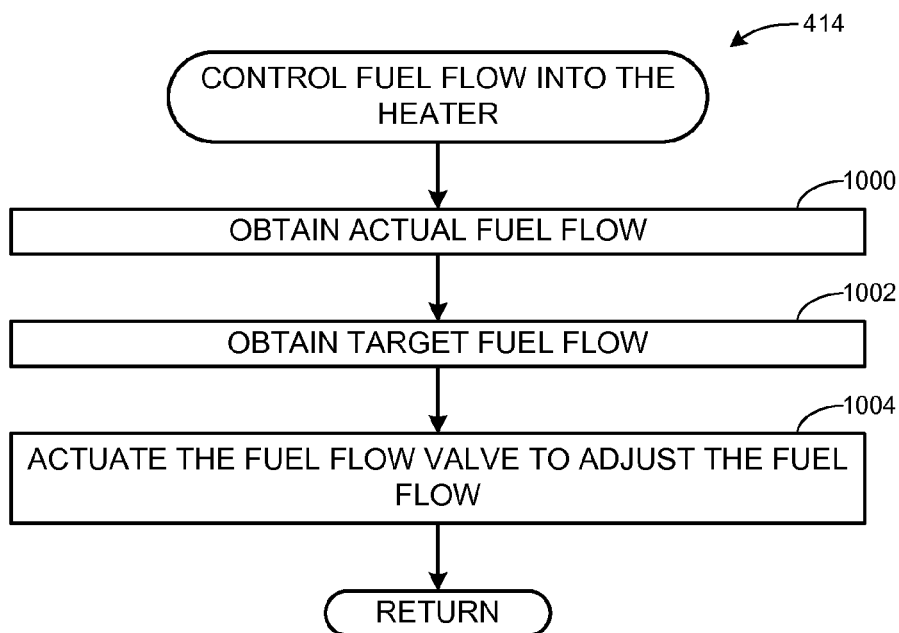 414
CONTROL FUEL FLOW INTO THE
HEATER
1000
OBTAIN ACTUAL FUEL FLOW
1002
OBTAIN TARGET FUEL FLOW
1004
ACTUATE THE FUEL FLOW VALVE TO ADJUST THE FUEL
FLOW
RETURN